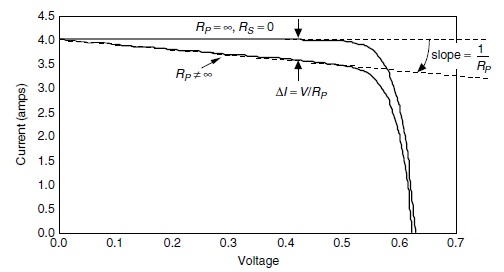 4.5
4.0
3.5
3.0
2.5
2.0
1.5
1.0
0.5
0.0
Current (amps)
R_P = ∞, R_S = 0
R_P ≠ ∞
ΔI = V/R_P
slope = 1/R_P
0.0 0.1 0.2 0.3 0.4 0.5 0.6 0.7
Voltage